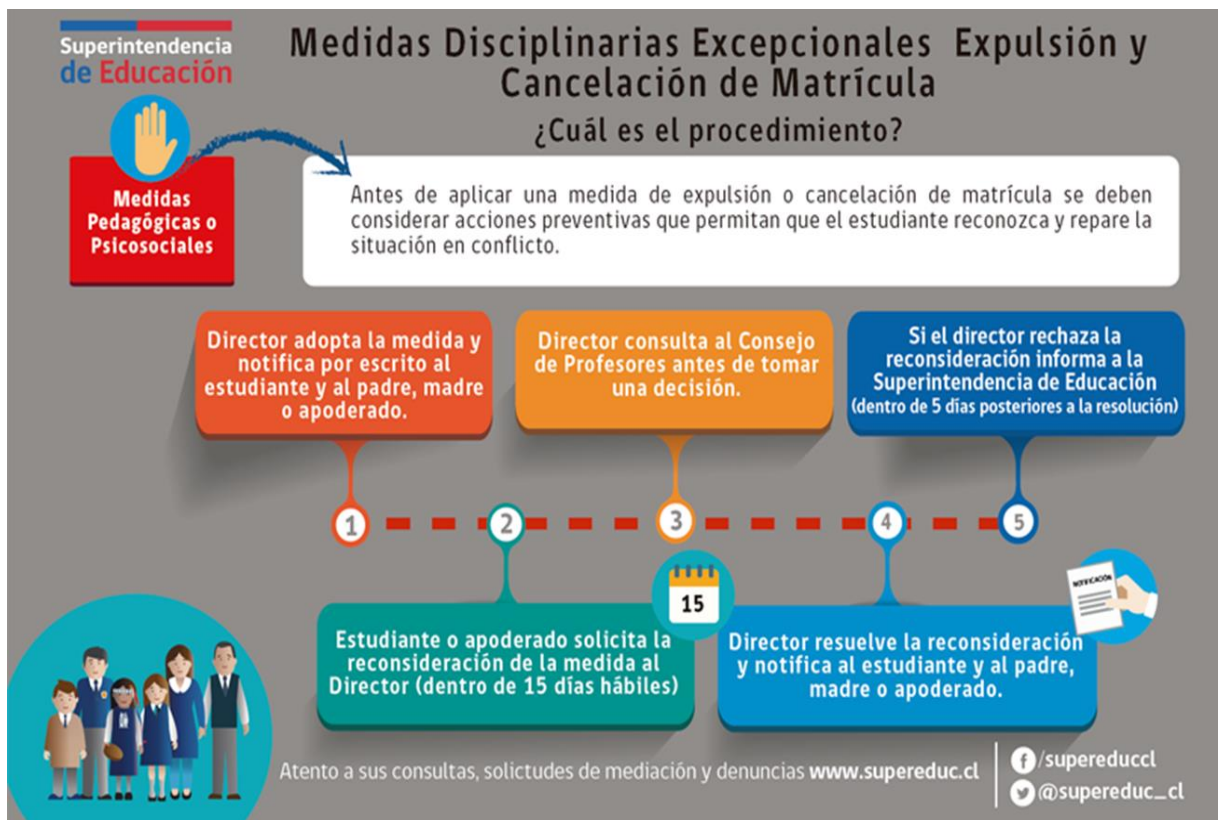 Superintendencia
de Educación
Medidas Disciplinarias Excepcionales Expulsión y
Cancelación de Matrícula
¿Cuál es el procedimiento?
Medidas
Pedagógicas o
Psicosociales
Antes de aplicar una medida de expulsión o cancelación de matrícula se deben
considerar acciones preventivas que permitan que el estudiante reconozca y repare la
situación en conflicto.
Director adopta la medida y
notifica por escrito al
estudiante y al padre, madre
o apoderado.
Director consulta al Consejo
de Profesores antes de tomar
una decisión.
Si el director rechaza la
reconsideración informa a la
Superintendencia de Educación
(dentro de 5 días posteriores a la resolución)
1
2
3
4
5
15
NOTIFICACIÓN
Estudiante o apoderado solicita la
reconsideración de la medida al
Director (dentro de 15 días hábiles)
Director resuelve la reconsideración
y notifica al estudiante y al padre,
madre o apoderado.
Atento a sus consultas, solictudes de mediación y denuncias www.supereduc.cl
f /supereduccl
@supereduc_cl